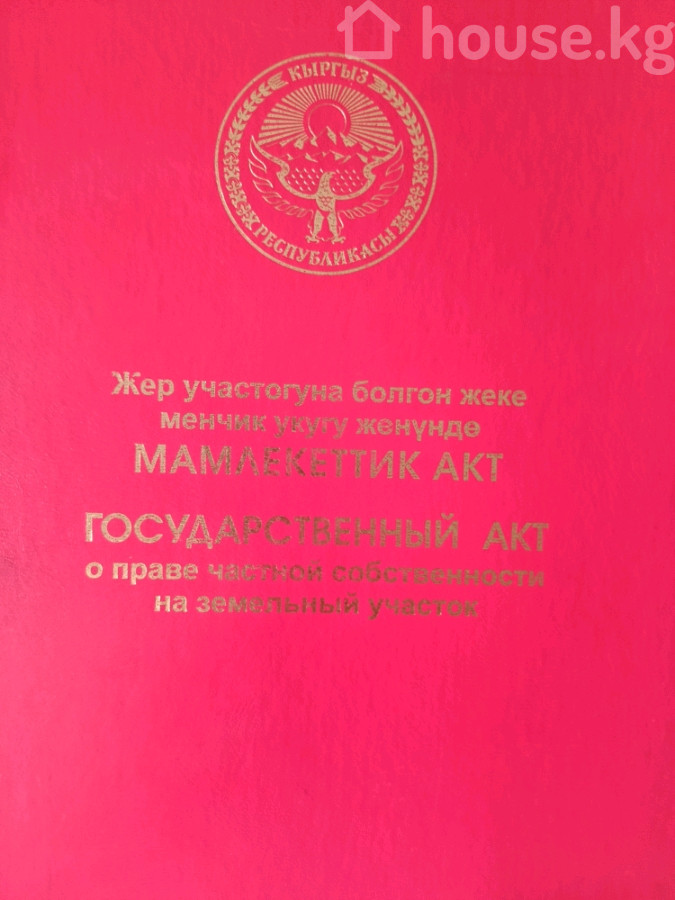 house.kg
КЫРГЫЗ
РЕСПУБЛИКАСЫ
Жер участогуна болгон жеке
менчик укугу жөнүндө
МАМЛЕКЕТТИК АКТ
ГОСУДАРСТВЕННЫЙ АКТ
о праве частной собственности
на земельный участок